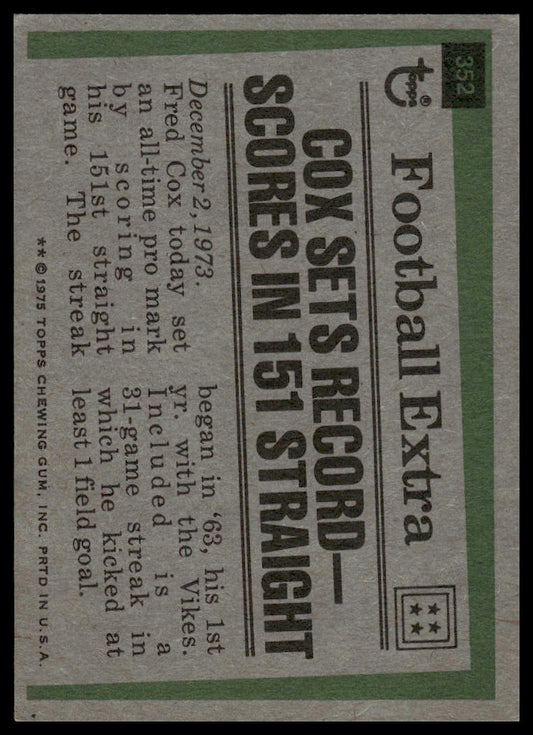 352
topps®
Football Extra
COX SETS RECORD—
SCORES IN 151 STRAIGHT
December 2, 1973.
Fred Cox today set
an all-time pro mark
by scoring in
his 151st straight
game. The streak
began in '63, his 1st
yr. with the Vikes.
Included is a
31-game streak in
which he kicked at
least 1 field goal.
** © 1975 TOPPS CHEWING GUM, INC. PRTD IN U.S.A.